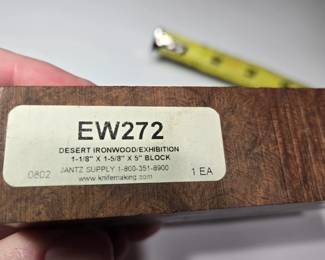 EW272
DESERT IRONWOOD/EXHIBITION
1-1/8" X 1-5/8" X 5" BLOCK
0802 JANTZ SUPPLY 1-800-351-8900 1 EA
www.knifemaking.com